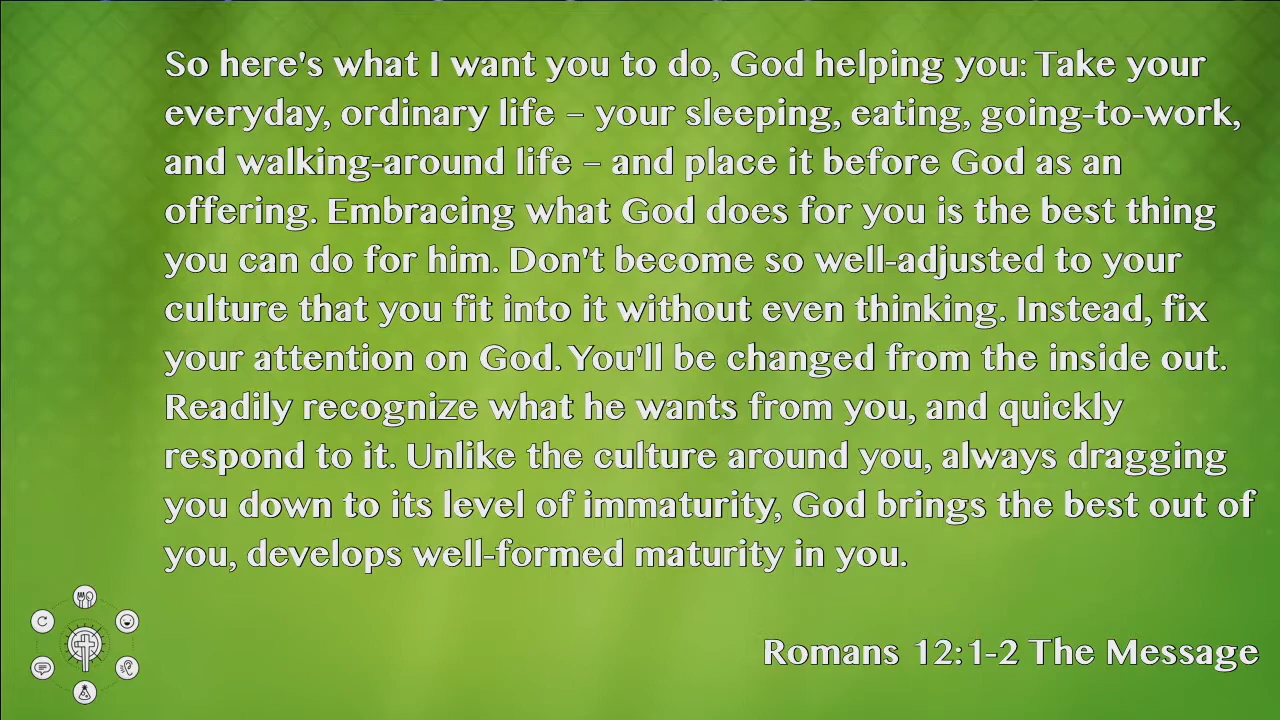 So here's what I want you to do, God helping you: Take your
everyday, ordinary life – your sleeping, eating, going-to-work,
and walking-around life – and place it before God as an
offering. Embracing what God does for you is the best thing
you can do for him. Don't become so well-adjusted to your
culture that you fit into it without even thinking. Instead, fix
your attention on God. You'll be changed from the inside out.
Readily recognize what he wants from you, and quickly
respond to it. Unlike the culture around you, always dragging
you down to its level of immaturity, God brings the best out of
you, develops well-formed maturity in you.
Romans 12:1-2 The Message